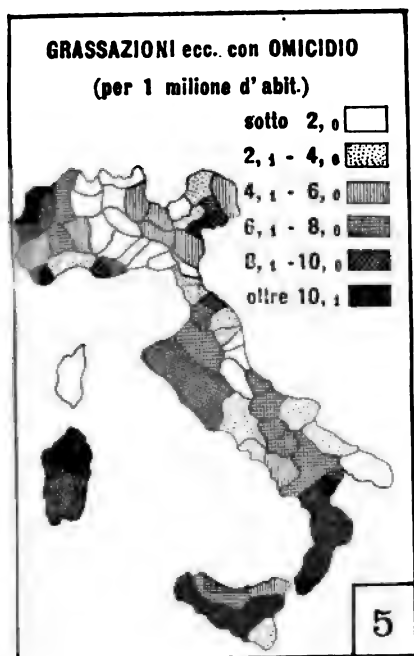 GRASSAZIONI ecc. con OMICIDIO
(per 1 milione d'abit.)
sotto 2,0
2,1 - 4,0
4,1 - 6,0
6,1 - 8,0
8,1 - 10,0
oltre 10,1
5